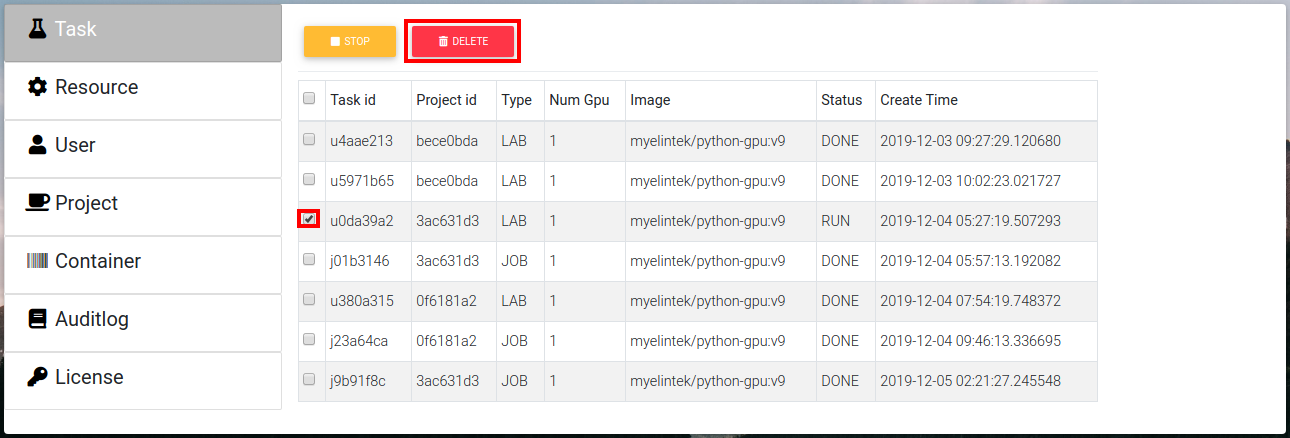 Task
Resource
User
Project
Container
Auditlog
License
STOP DELETE
Task id Project id Type Num Gpu Image Status Create Time
u4aae213 bece0bda LAB 1 myelintek/python-gpu:v9 DONE 2019-12-03 09:27:29.120680
u5971b65 bece0bda LAB 1 myelintek/python-gpu:v9 DONE 2019-12-03 10:02:23.021727
u0da39a2 3ac631d3 LAB 1 myelintek/python-gpu:v9 RUN 2019-12-04 05:27:19.507293
j01b3146 3ac631d3 JOB 1 myelintek/python-gpu:v9 DONE 2019-12-04 05:57:13.192082
u380a315 0f6181a2 LAB 1 myelintek/python-gpu:v9 DONE 2019-12-04 07:54:19.748372
j23a64ca 0f6181a2 JOB 1 myelintek/python-gpu:v9 DONE 2019-12-04 09:46:13.336695
j9b91f8c 3ac631d3 JOB 1 myelintek/python-gpu:v9 DONE 2019-12-05 02:21:27.245548